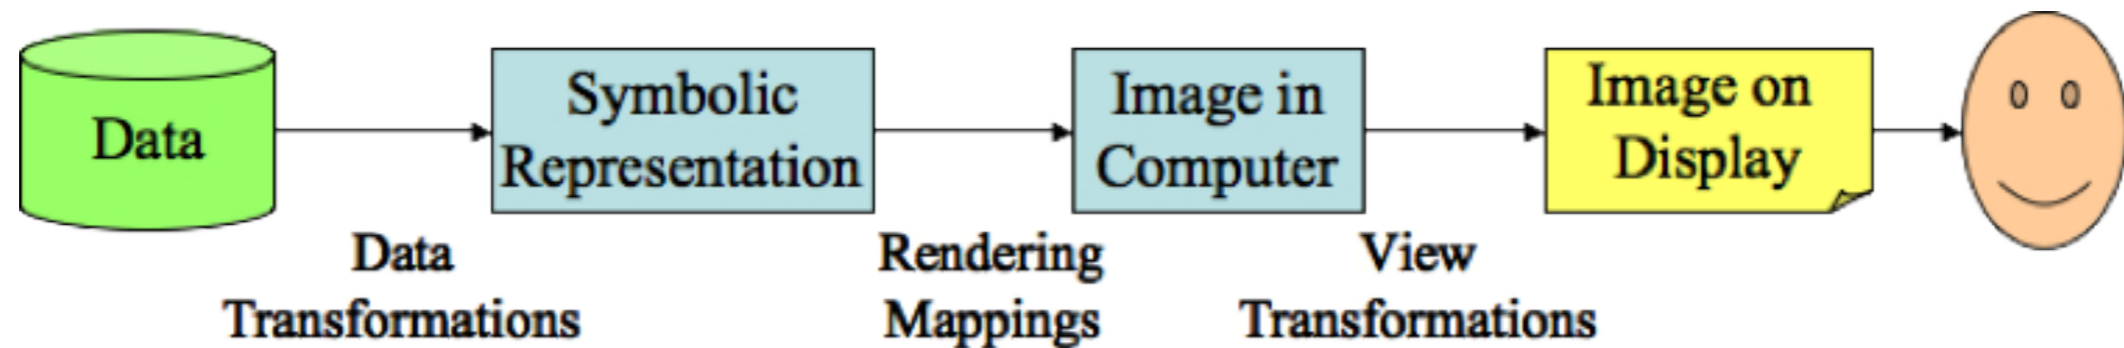 Data
Symbolic
Representation
Image in
Computer
Image on
Display
Data
Transformations
Rendering
Mappings
View
Transformations